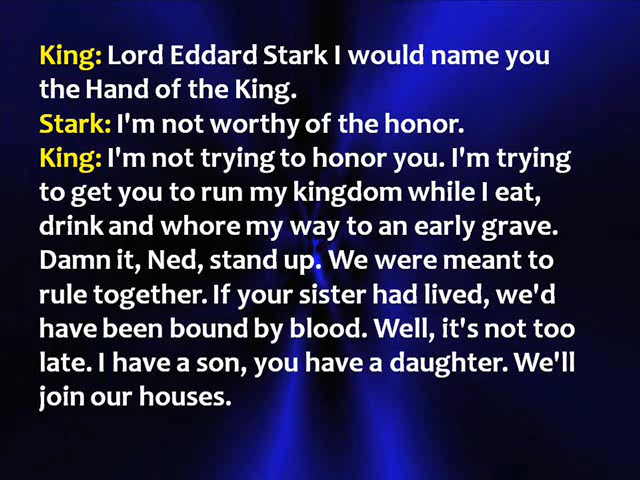 King: Lord Eddard Stark I would name you
the Hand of the King.
Stark: I'm not worthy of the honor.
King: I'm not trying to honor you. I'm trying
to get you to run my kingdom while I eat,
drink and whore my way to an early grave.
Damn it, Ned, stand up. We were meant to
rule together. If your sister had lived, we'd
have been bound by blood. Well, it's not too
late. I have a son, you have a daughter. We'll
join our houses.